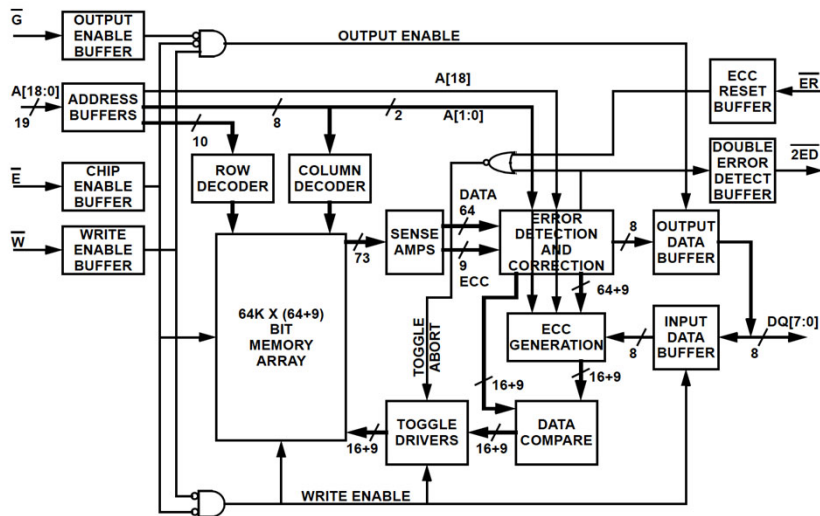 G
OUTPUT
ENABLE
BUFFER
OUTPUT ENABLE
A[18:0]
19
ADDRESS
BUFFERS
A[18]
A[1:0]
10
8
2
ECC
RESET
BUFFER
ER
E
CHIP
ENABLE
BUFFER
ROW
DECODER
COLUMN
DECODER
DOUBLE
ERROR
DETECT
BUFFER
2ED
W
WRITE
ENABLE
BUFFER
73
SENSE
AMPS
DATA
64
9
ECC
ERROR
DETECTION
AND
CORRECTION
8
OUTPUT
DATA
BUFFER
64+9
64K X (64+9)
BIT
MEMORY
ARRAY
TOGGLE
ABORT
ECC
GENERATION
8
INPUT
DATA
BUFFER
8
DQ[7:0]
16+9
16+9
16+9
TOGGLE
DRIVERS
16+9
DATA
COMPARE
WRITE ENABLE